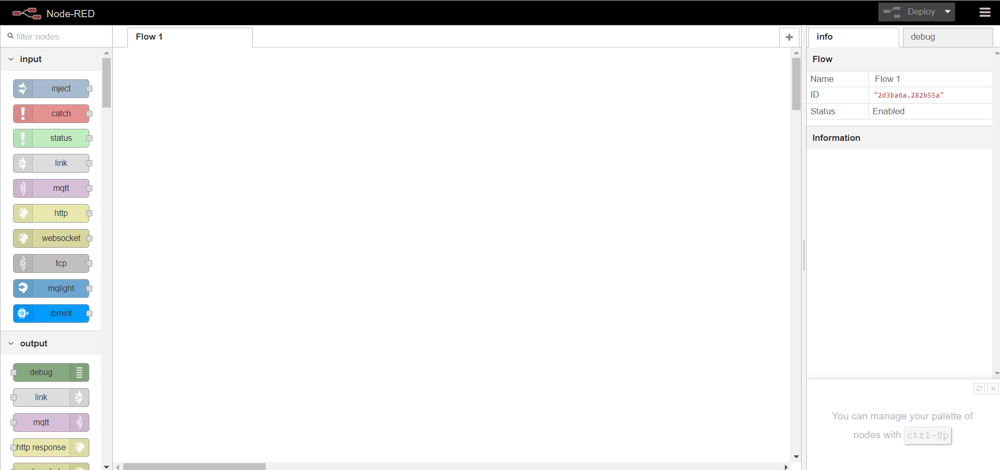 Node-RED
Deploy
filter nodes
Flow 1
info
debug
input
inject
catch
status
link
mqtt
http
websocket
tcp
mqlight
ibmiot
output
debug
link
mqtt
http response
Flow
Name Flow 1
ID "2d3ba6a.282b55a"
Status Enabled
Information
You can manage your palette of
nodes with ctrl-⇧p